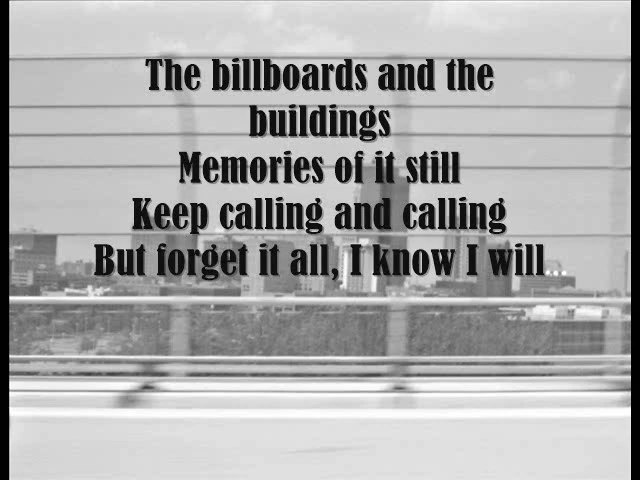 The billboards and the
buildings
Memories of it still
Keep calling and calling
But forget it all, I know I will